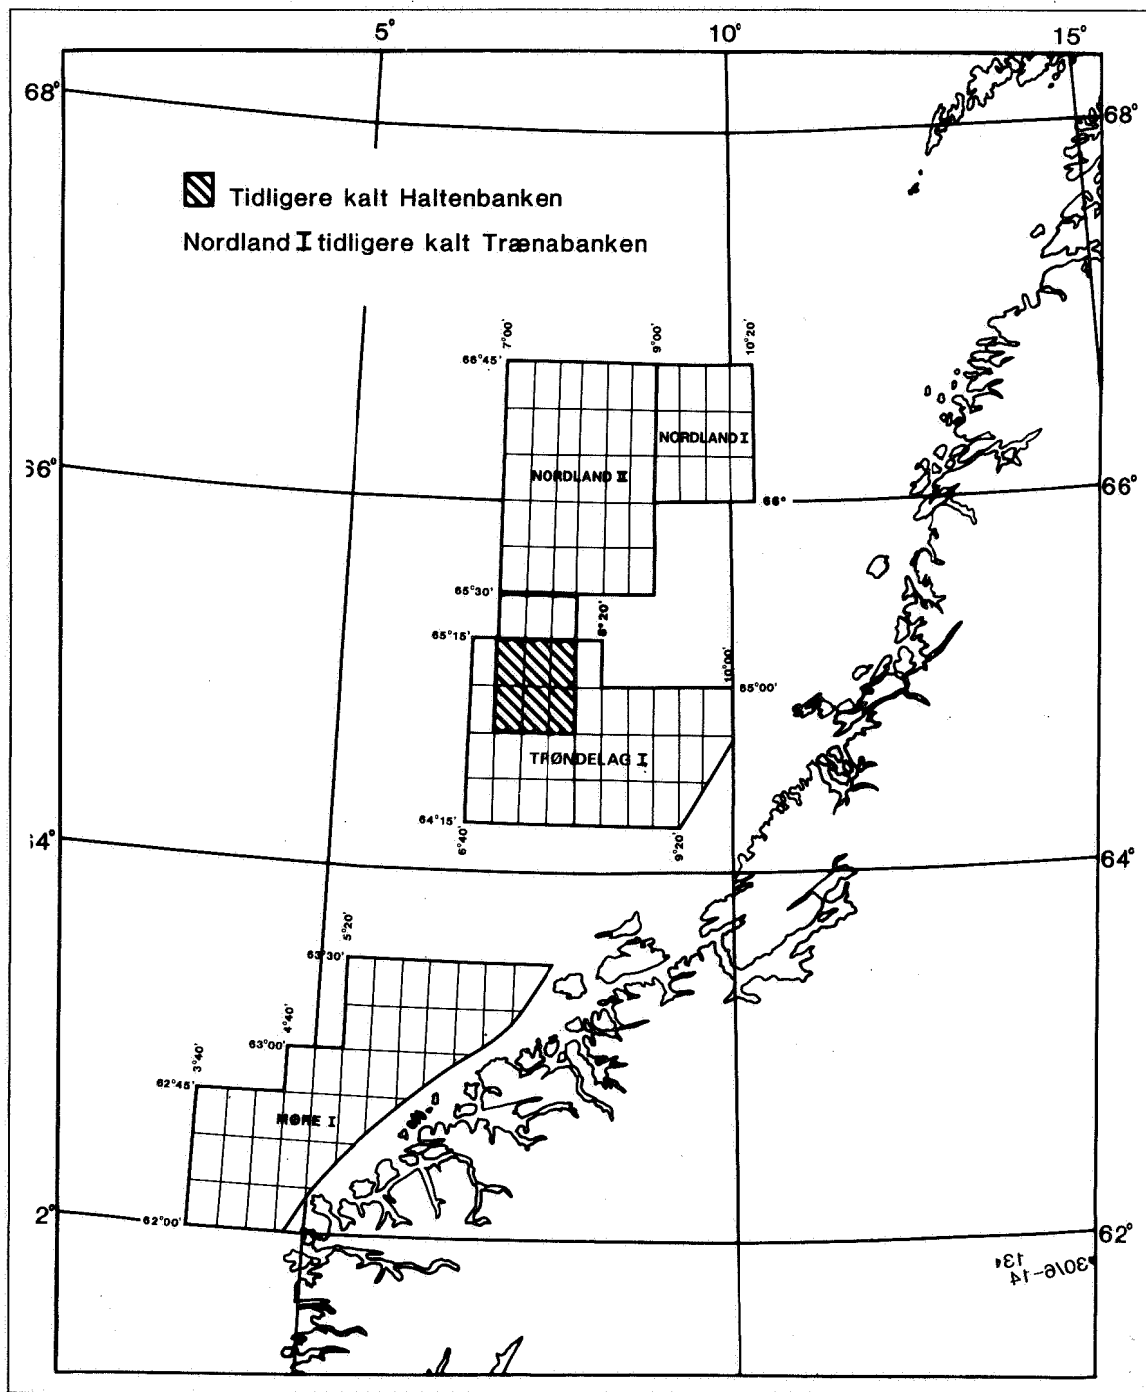 5° 10° 15°
68° 68°
Tidligere kalt Haltenbanken
Nordland I tidligere kalt Trænabanken
7°00' 9°00' 10°20'
66°45'
NORDLAND I
NORDLAND II
66° 66°
65°30'
8°20'
65°15'
10°00'
65°00'
TRØNDELAG I
64°15'
6°40' 9°20'
64°
5°20'
63°30'
4°40'
63°00'
3°40'
62°45'
MØRE I
62°00'
62°